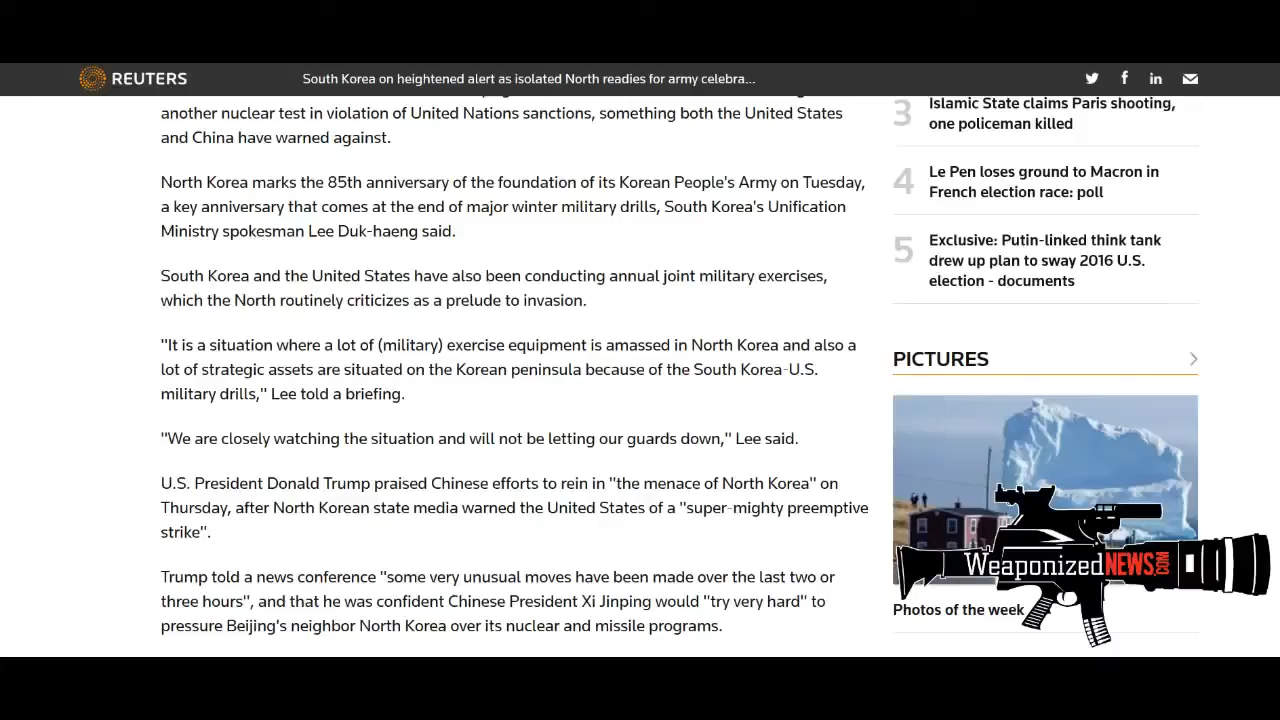 REUTERS
South Korea on heightened alert as isolated North readies for army celebra...
another nuclear test in violation of United Nations sanctions, something both the United States
and China have warned against.
North Korea marks the 85th anniversary of the foundation of its Korean People's Army on Tuesday,
a key anniversary that comes at the end of major winter military drills, South Korea's Unification
Ministry spokesman Lee Duk-haeng said.
South Korea and the United States have also been conducting annual joint military exercises,
which the North routinely criticizes as a prelude to invasion.
"It is a situation where a lot of (military) exercise equipment is amassed in North Korea and also a
lot of strategic assets are situated on the Korean peninsula because of the South Korea-U.S.
military drills," Lee told a briefing.
"We are closely watching the situation and will not be letting our guards down," Lee said.
U.S. President Donald Trump praised Chinese efforts to rein in "the menace of North Korea" on
Thursday, after North Korean state media warned the United States of a "super-mighty preemptive
strike".
Trump told a news conference "some very unusual moves have been made over the last two or
three hours", and that he was confident Chinese President Xi Jinping would "try very hard" to
pressure Beijing's neighbor North Korea over its nuclear and missile programs.
3
Islamic State claims Paris shooting,
one policeman killed
4
Le Pen loses ground to Macron in
French election race: poll
5
Exclusive: Putin-linked think tank
drew up plan to sway 2016 U.S.
election - documents
PICTURES
WeaponizedNEWS.COM
Photos of the week